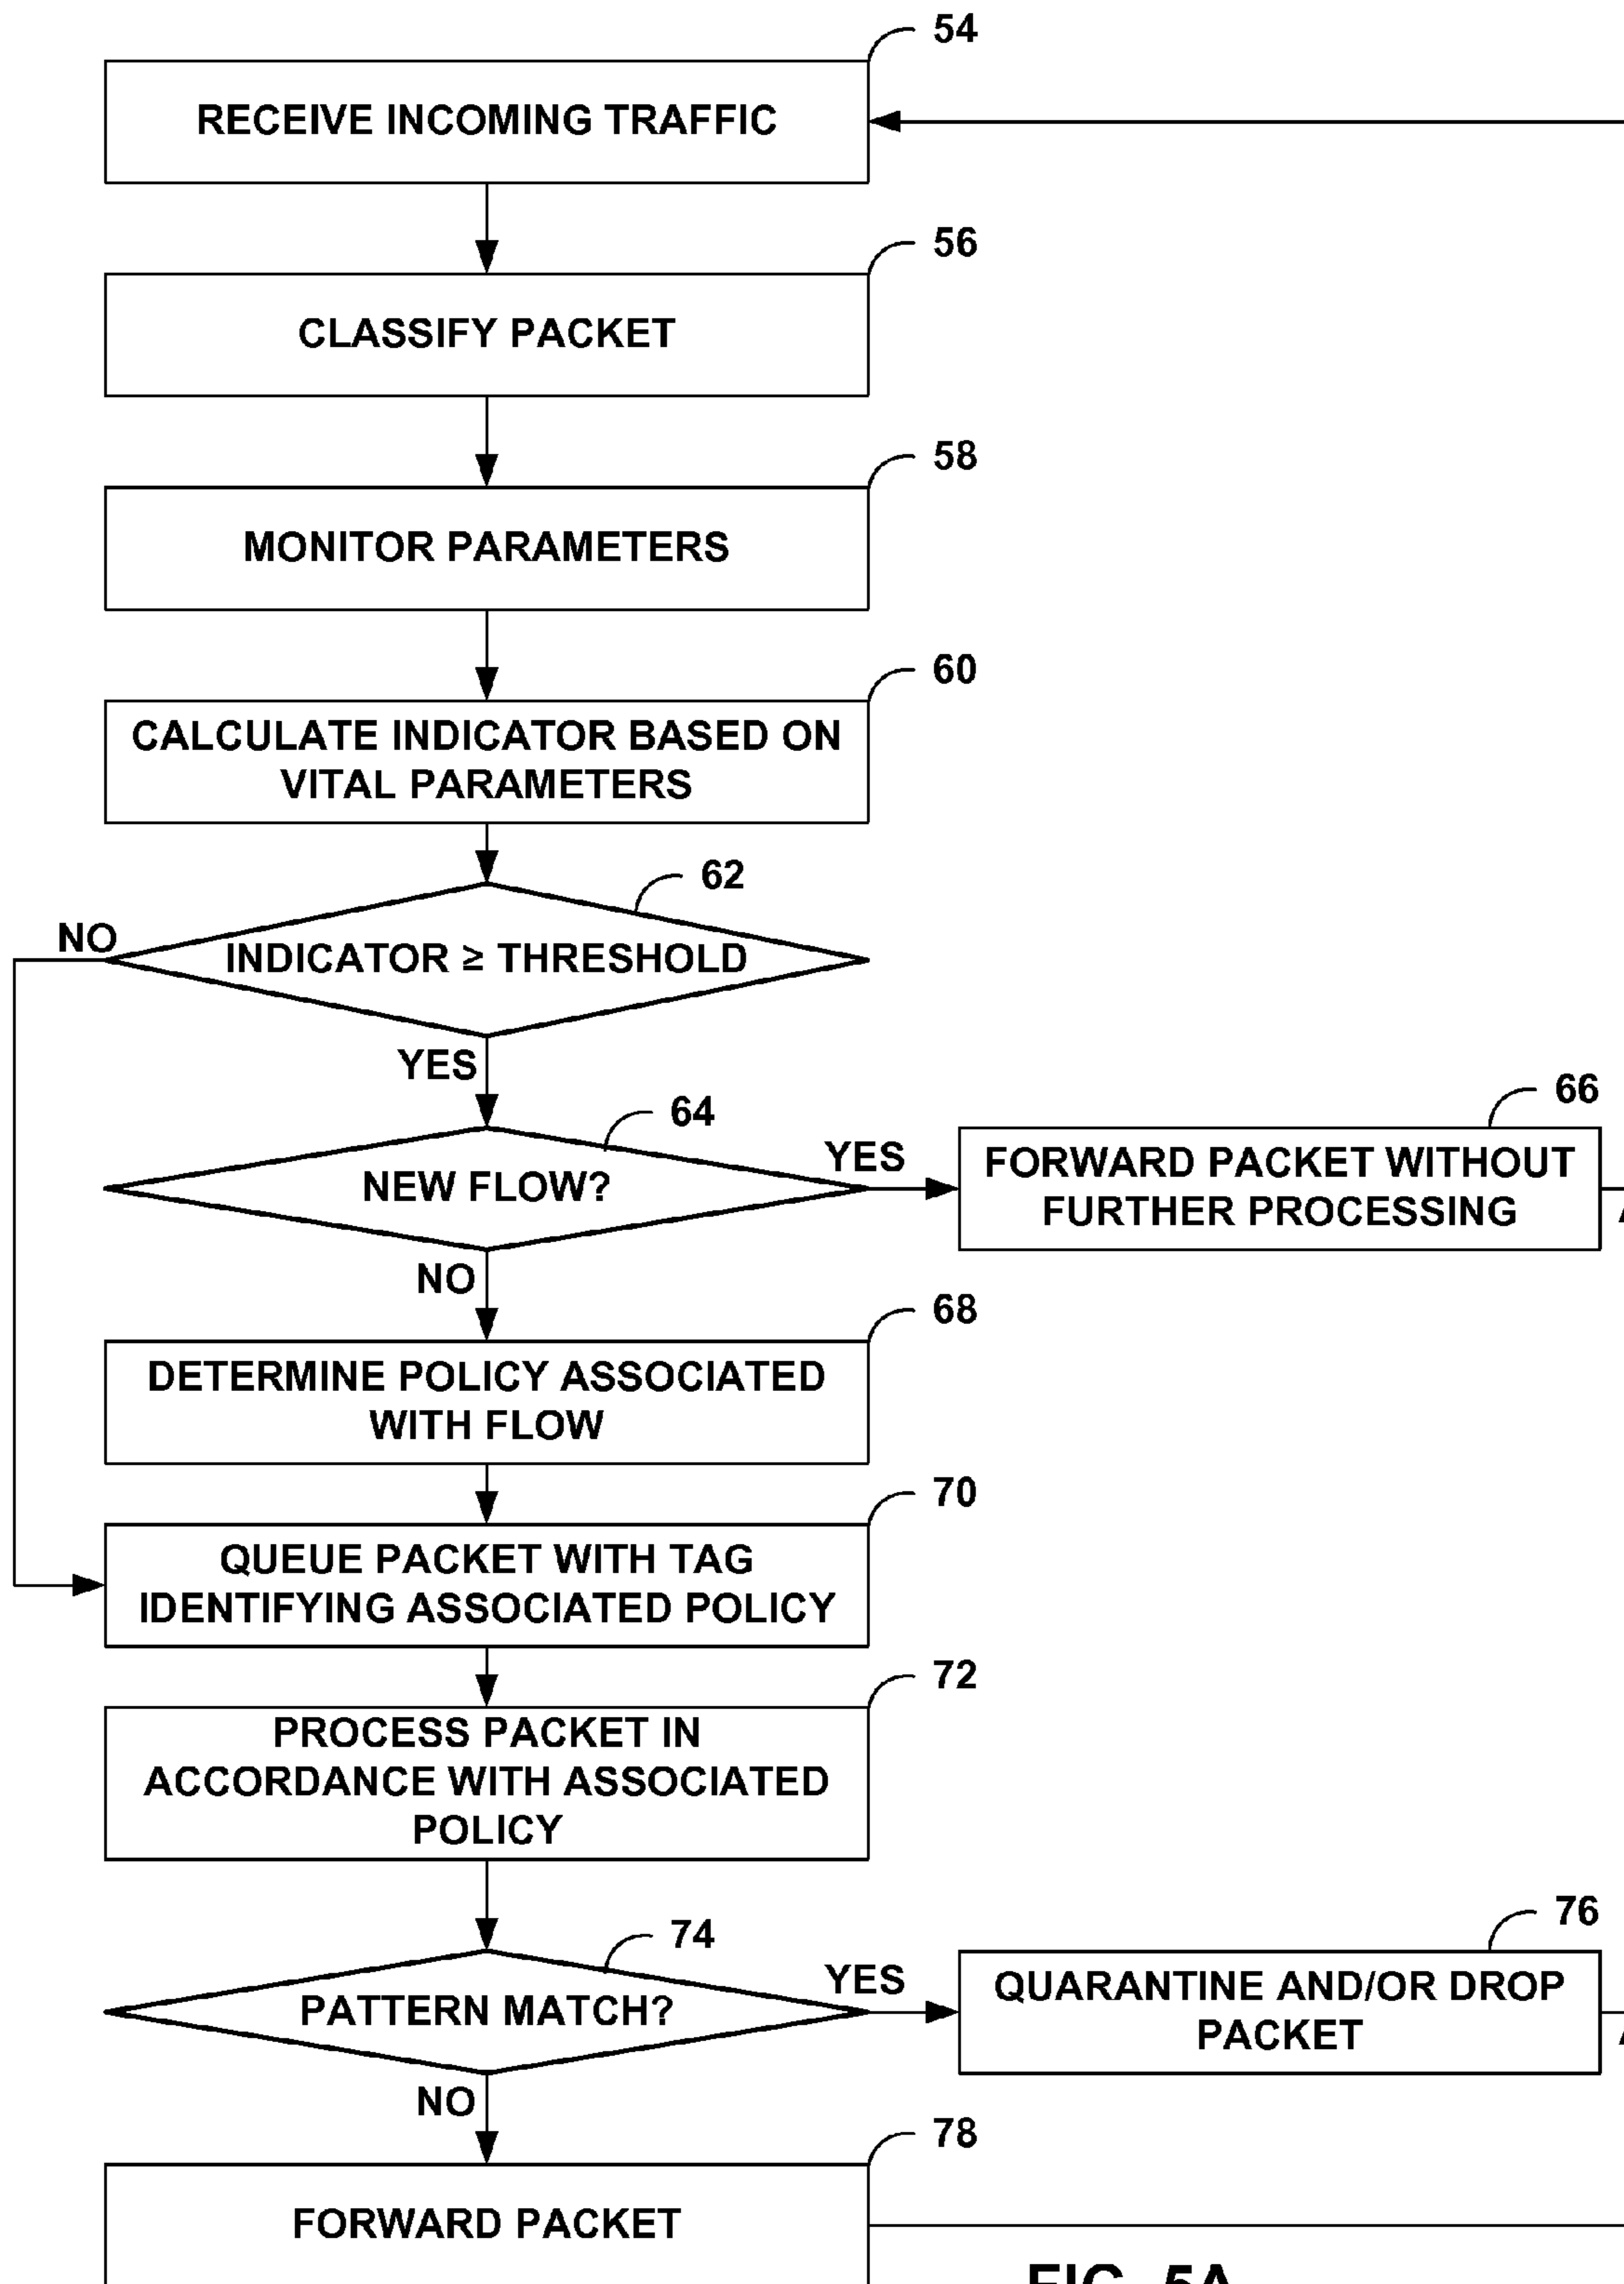 54
RECEIVE INCOMING TRAFFIC
56
CLASSIFY PACKET
58
MONITOR PARAMETERS
60
CALCULATE INDICATOR BASED ON
VITAL PARAMETERS
62
NO
INDICATOR ≥ THRESHOLD
YES
64
NEW FLOW?
YES
66
FORWARD PACKET WITHOUT
FURTHER PROCESSING
NO
68
DETERMINE POLICY ASSOCIATED
WITH FLOW
70
QUEUE PACKET WITH TAG
IDENTIFYING ASSOCIATED POLICY
72
PROCESS PACKET IN
ACCORDANCE WITH ASSOCIATED
POLICY
74
PATTERN MATCH?
YES
76
QUARANTINE AND/OR DROP
PACKET
NO
78
FORWARD PACKET
FIG. 5A